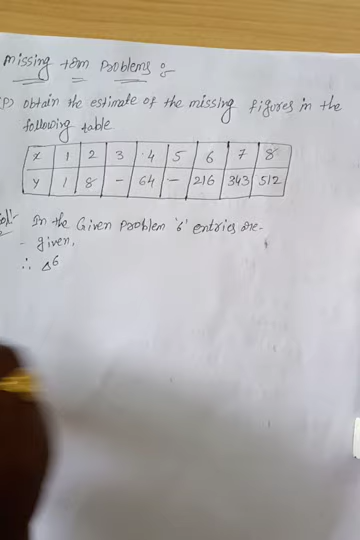 Missing term Problems :-
P) obtain the estimate of the missing figures in the
following table
x 1 2 3 4 5 6 7 8
y 1 8 - 64 - 216 343 512
Sol:- In the Given Problem '6' entries are
given.
∴ Δ6